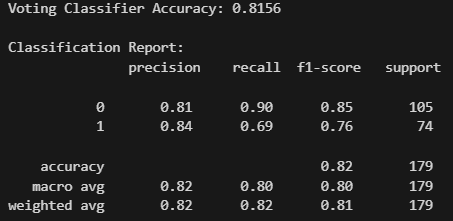 Voting Classifier Accuracy: 0.8156
Classification Report:
precision recall f1-score support
0 0.81 0.90 0.85 105
1 0.84 0.69 0.76 74
accuracy 0.82 179
macro avg 0.82 0.80 0.80 179
weighted avg 0.82 0.82 0.81 179